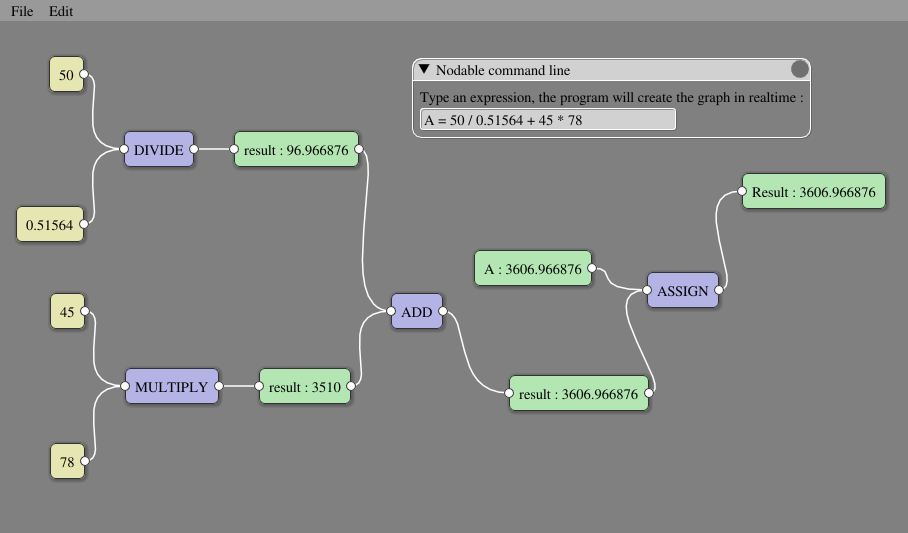 File Edit
50
Nodable command line
Type an expression, the program will create the graph in realtime :
A = 50 / 0.51564 + 45 * 78
DIVIDE
result : 96.966876
Result : 3606.966876
0.51564
A : 3606.966876
ASSIGN
45
ADD
MULTIPLY
result : 3510
result : 3606.966876
78